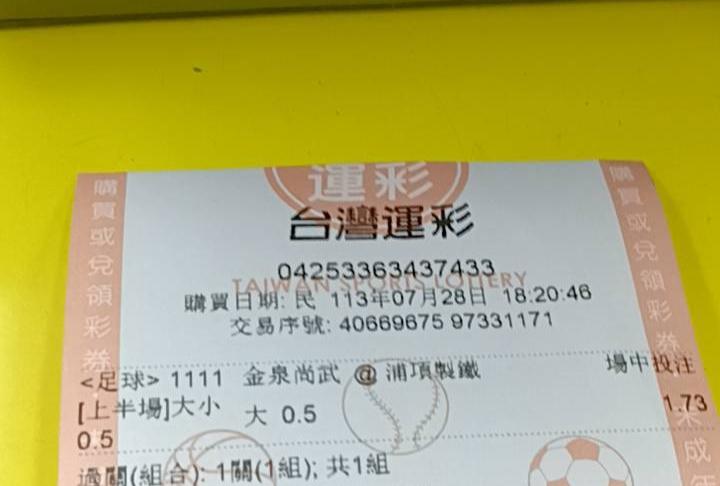 運彩
台灣運彩
04253363437433
TAIWAN SPORTS LOTTERY
購買日期: 民 113年07月28日 18:20:46
交易序號: 40669675 97331171
<足球> 1111 金泉尚武 @ 浦項製鐵 場中投注
[上半場]大小 大 0.5 1.73
0.5
過關(組合): 1關(1組); 共1組
購買或兌領彩券
購買或兌領彩券 未成年